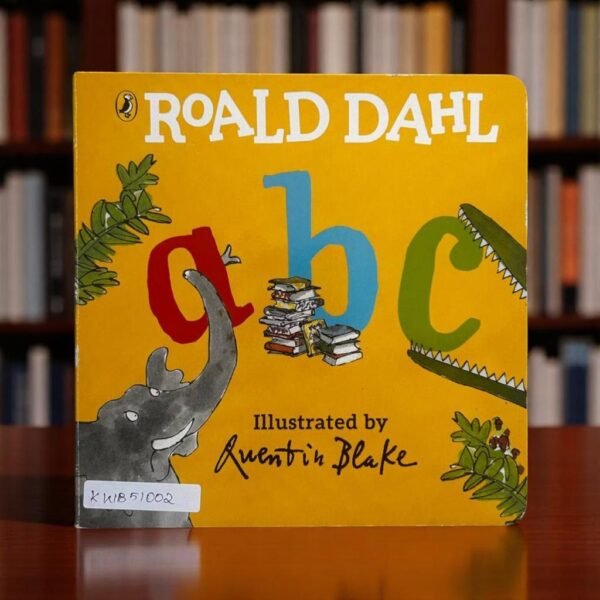 ROALD DAHL
abc
Illustrated by
Quentin Blake
KWB51002